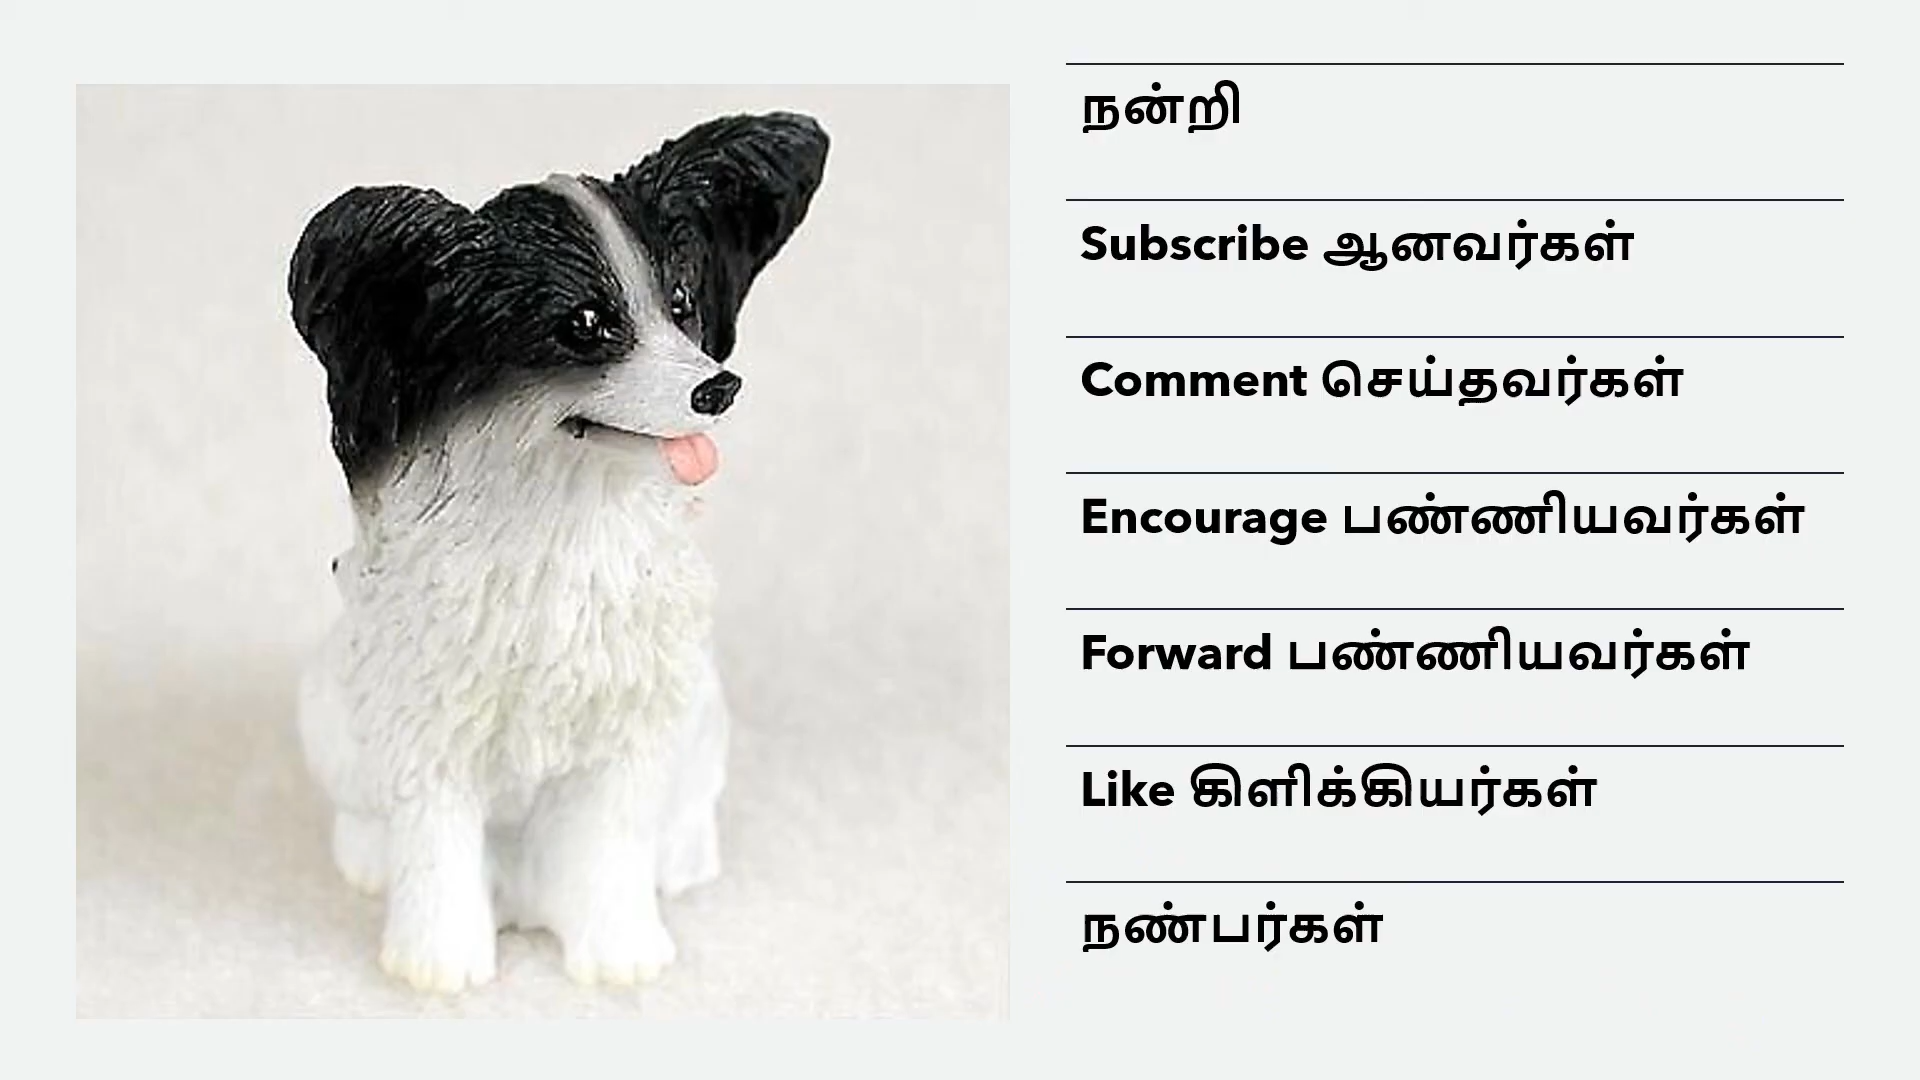 நன்றி
Subscribe ஆனவர்கள்
Comment செய்தவர்கள்
Encourage பண்ணியவர்கள்
Forward பண்ணியவர்கள்
Like கிளிக்கியர்கள்
நண்பர்கள்